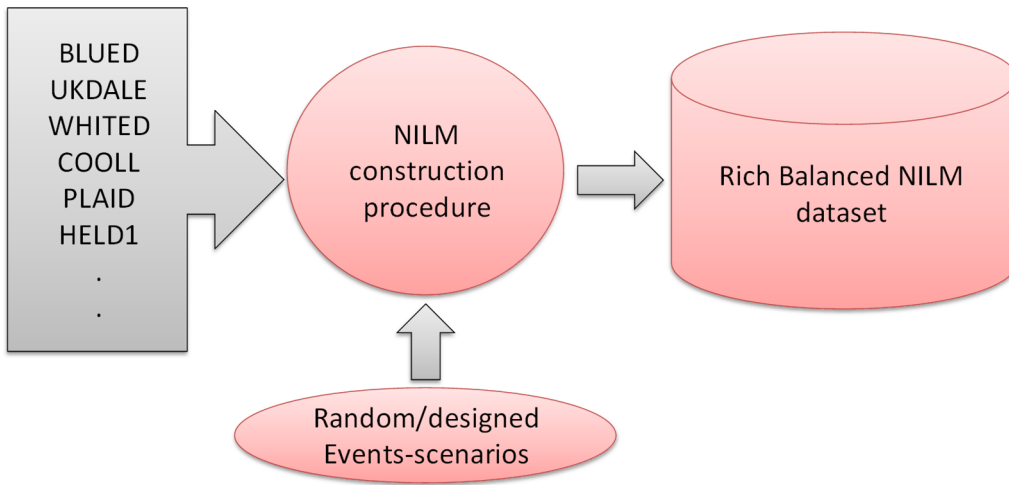 BLUED
UKDALE
WHITED
COOLL
PLAID
HELD1
.
.
NILM
construction
procedure
Rich Balanced NILM
dataset
Random/designed
Events-scenarios